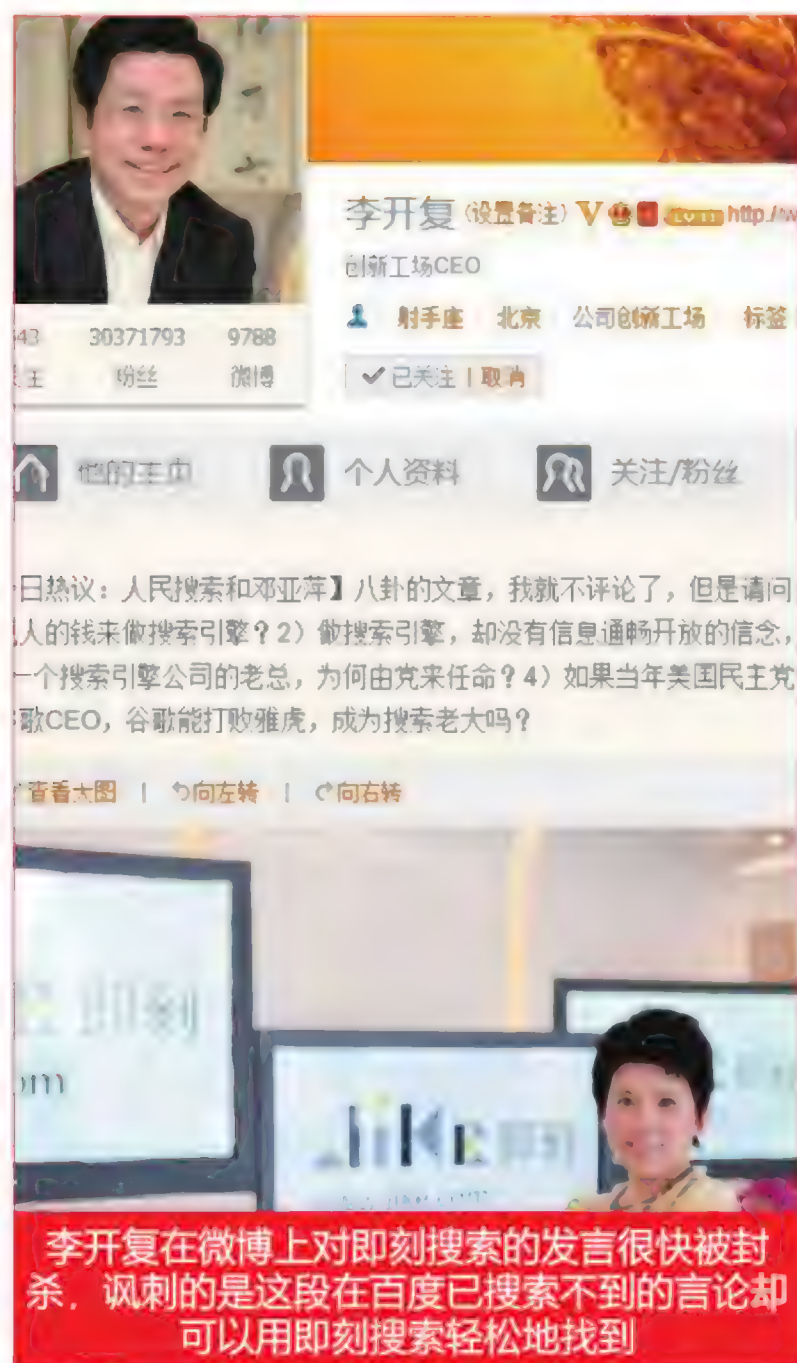 李开复 (设置备注) V http://w
创新工场CEO
射手座 北京 公司创新工场 标签
43 30371793 9788
注 粉丝 微博
已关注 | 取消
他的主页 个人资料 关注/粉丝
日热议：人民搜索和邓亚萍】八卦的文章，我就不评论了，但是请问
人的钱来做搜索引擎？2）做搜索引擎，却没有信息通畅开放的信念，
一个搜索引擎公司的老总，为何由党来任命？4）如果当年美国民主党
歌CEO，谷歌能打败雅虎，成为搜索老大吗？
查看大图 | 向左转 | 向右转
即刻
om
JiKe 即刻
李开复在微博上对即刻搜索的发言很快被封
杀，讽刺的是这段在百度已搜索不到的言论却
可以用即刻搜索轻松地找到